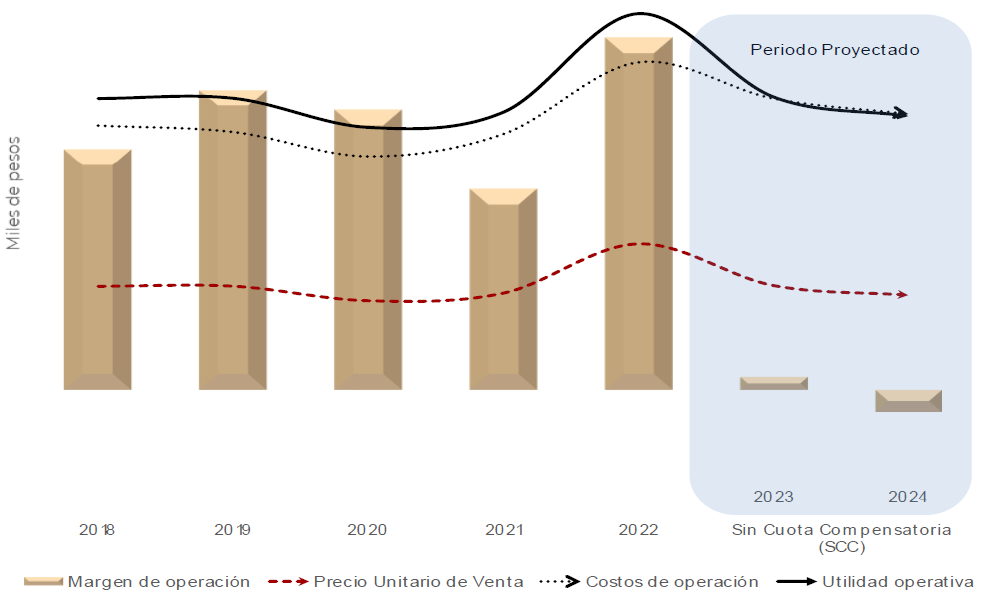 Periodo Proyectado
Miles de pesos
2023 2024
2018 2019 2020 2021 2022 Sin Cuota Compensatoria
(SCC)
Margen de operación Precio Unitario de Venta Costos de operación Utilidad operativa